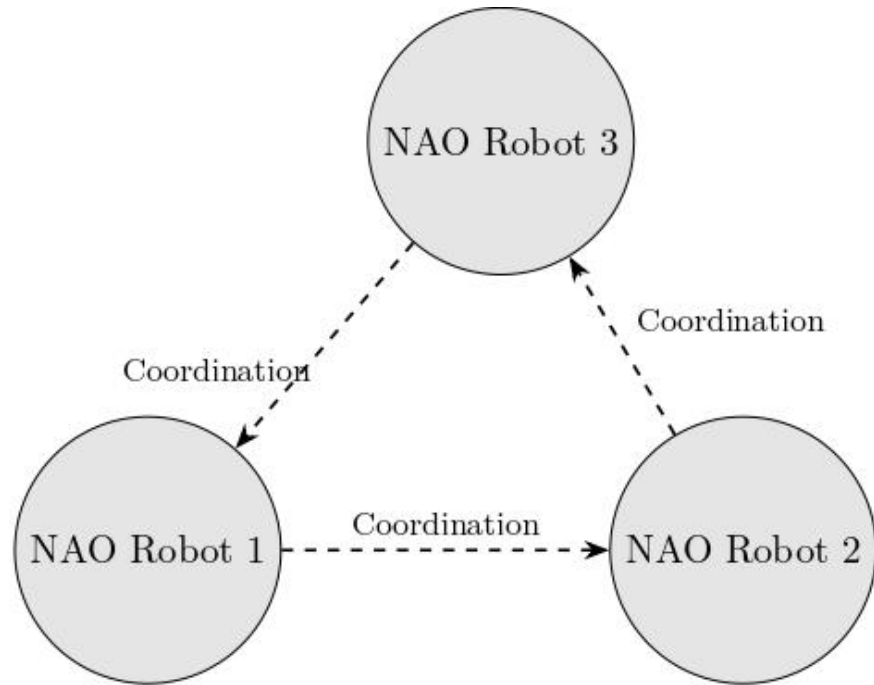 NAO Robot 3
Coordination
Coordination
NAO Robot 1
Coordination
NAO Robot 2